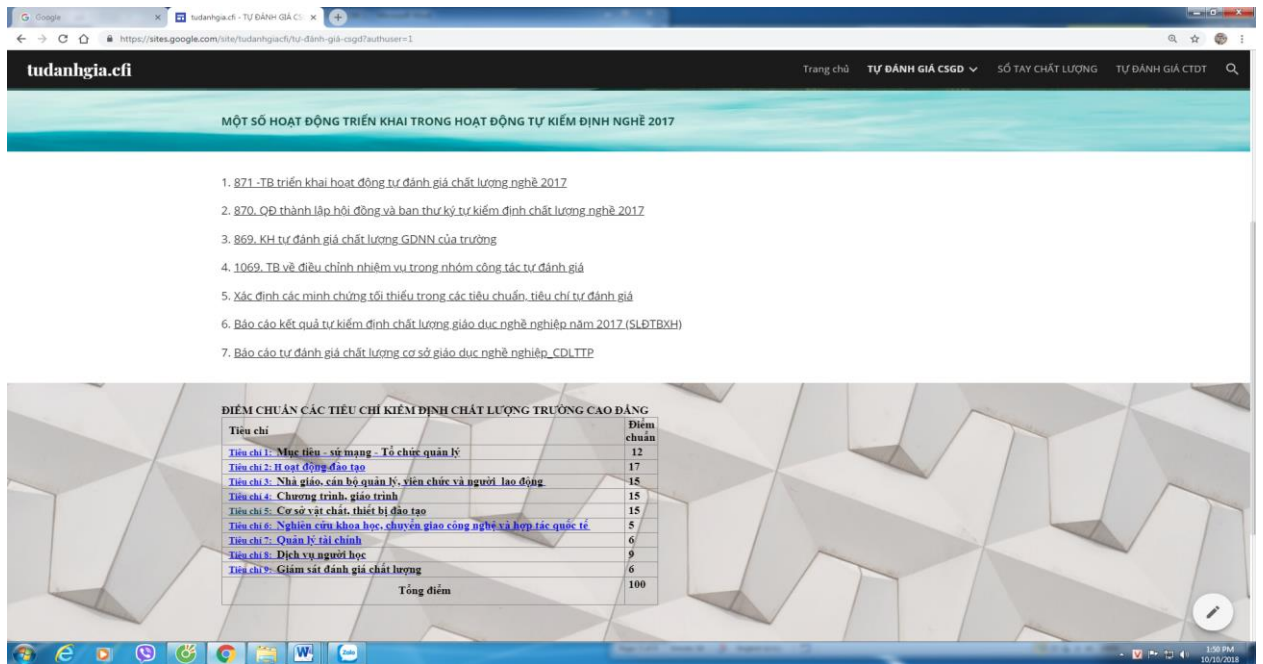 Google
tudanhgia.cfi - TỰ ĐÁNH GIÁ CS
https://sites.google.com/site/tudanhgiacfi/tự-đánh-giá-csgd?authuser=1
tudanhgia.cfi
Trang chủ TỰ ĐÁNH GIÁ CSGD SỔ TAY CHẤT LƯỢNG TỰ ĐÁNH GIÁ CTDT
MỘT SỐ HOẠT ĐỘNG TRIỂN KHAI TRONG HOẠT ĐỘNG TỰ KIỂM ĐỊNH NGHỀ 2017
1. 871 -TB triển khai hoạt động tự đánh giá chất lượng nghề 2017
2. 870. QĐ thành lập hội đồng và ban thư ký tự kiểm định chất lượng nghề 2017
3. 869. KH tự đánh giá chất lượng GDNN của trường
4. 1069. TB về điều chỉnh nhiệm vụ trong nhóm công tác tự đánh giá
5. Xác định các minh chứng tối thiểu trong các tiêu chuẩn, tiêu chí tự đánh giá
6. Báo cáo kết quả tự kiểm định chất lượng giáo dục nghề nghiệp năm 2017 (SLĐTBXH)
7. Báo cáo tự đánh giá chất lượng cơ sở giáo dục nghề nghiệp_CDLTTP
ĐIỂM CHUẨN CÁC TIÊU CHÍ KIỂM ĐỊNH CHẤT LƯỢNG TRƯỜNG CAO ĐẲNG
Tiêu chí Điểm chuẩn
Tiêu chí 1: Mục tiêu - sứ mạng - Tổ chức quản lý 12
Tiêu chí 2: H oạt động đào tạo 17
Tiêu chí 3: Nhà giáo, cán bộ quản lý, viên chức và người lao động 15
Tiêu chí 4: Chương trình, giáo trình 15
Tiêu chí 5: Cơ sở vật chất, thiết bị đào tạo 15
Tiêu chí 6: Nghiên cứu khoa học, chuyển giao công nghệ và hợp tác quốc tế 5
Tiêu chí 7: Quản lý tài chính 6
Tiêu chí 8: Dịch vụ người học 9
Tiêu chí 9: Giám sát đánh giá chất lượng 6
Tổng điểm 100
Zalo
1:50 PM
10/10/2018